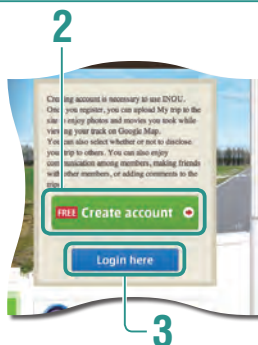 2
Creating account is necessary to use INGU.
Once you register, you can upload My trip to the
site to enjoy photos and movies you took while
viewing your track on Google Map.
You can also select whether or not to disclose
your trip to others. You can also enjoy
communication among members, making friends
with other members, or adding comments to the
trips
FREE Create account
Login here
3